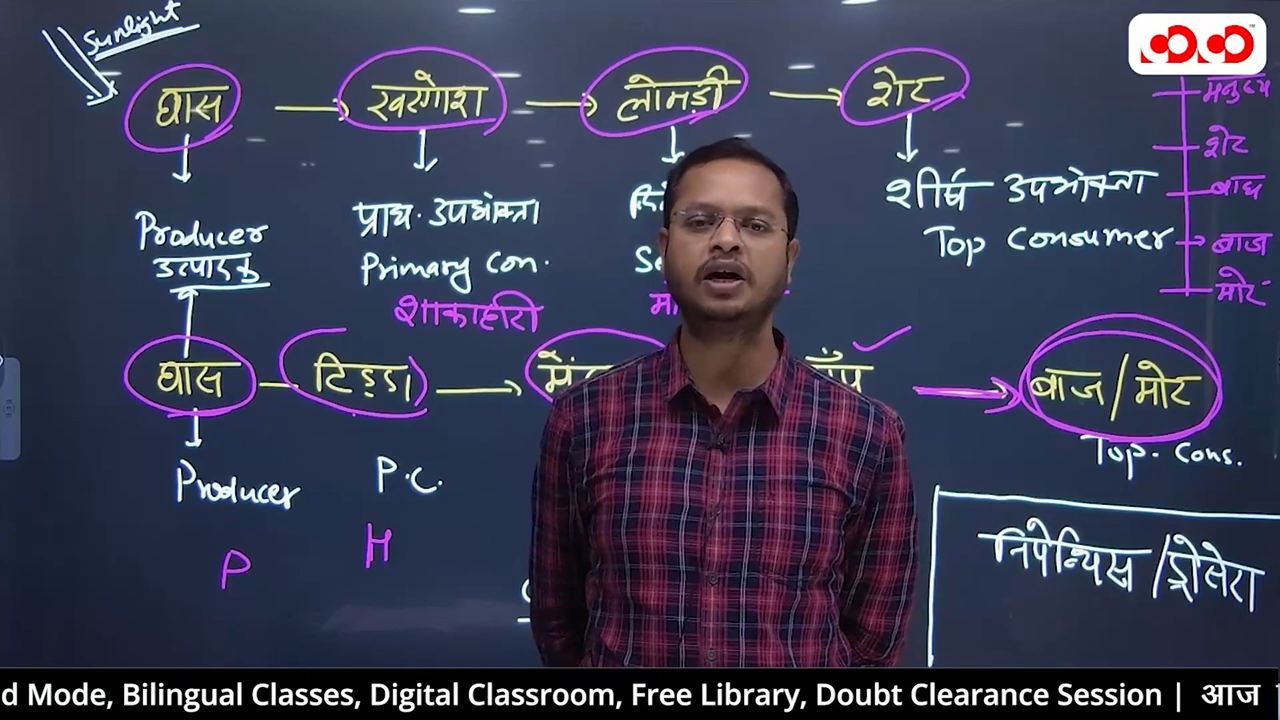 Sunlight
घास → खरगोश → लोमड़ी → शेर
Producer
उत्पादक
प्राथ. उपभोक्ता
Primary Con.
शाकाहारी
शीर्ष उपभोक्ता
Top Consumer
मनुष्य
शेर
बाघ
बाज
मोर
घास — टिड्डा → → बाज / मोर
Producer
P.C.
Top. Cons.
P
H
निपेन्थिस / ड्रोसेरा
d Mode, Bilingual Classes, Digital Classroom, Free Library, Doubt Clearance Session | आज